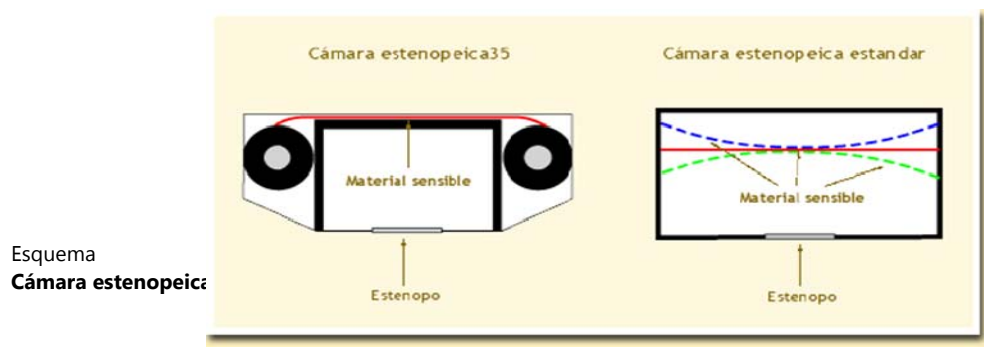 Cámara estenopeica35
Cámara estenopeica estandar
Material sensible
Material sensible
Esquema
Cámara estenopeica
Estenopo
Estenopo